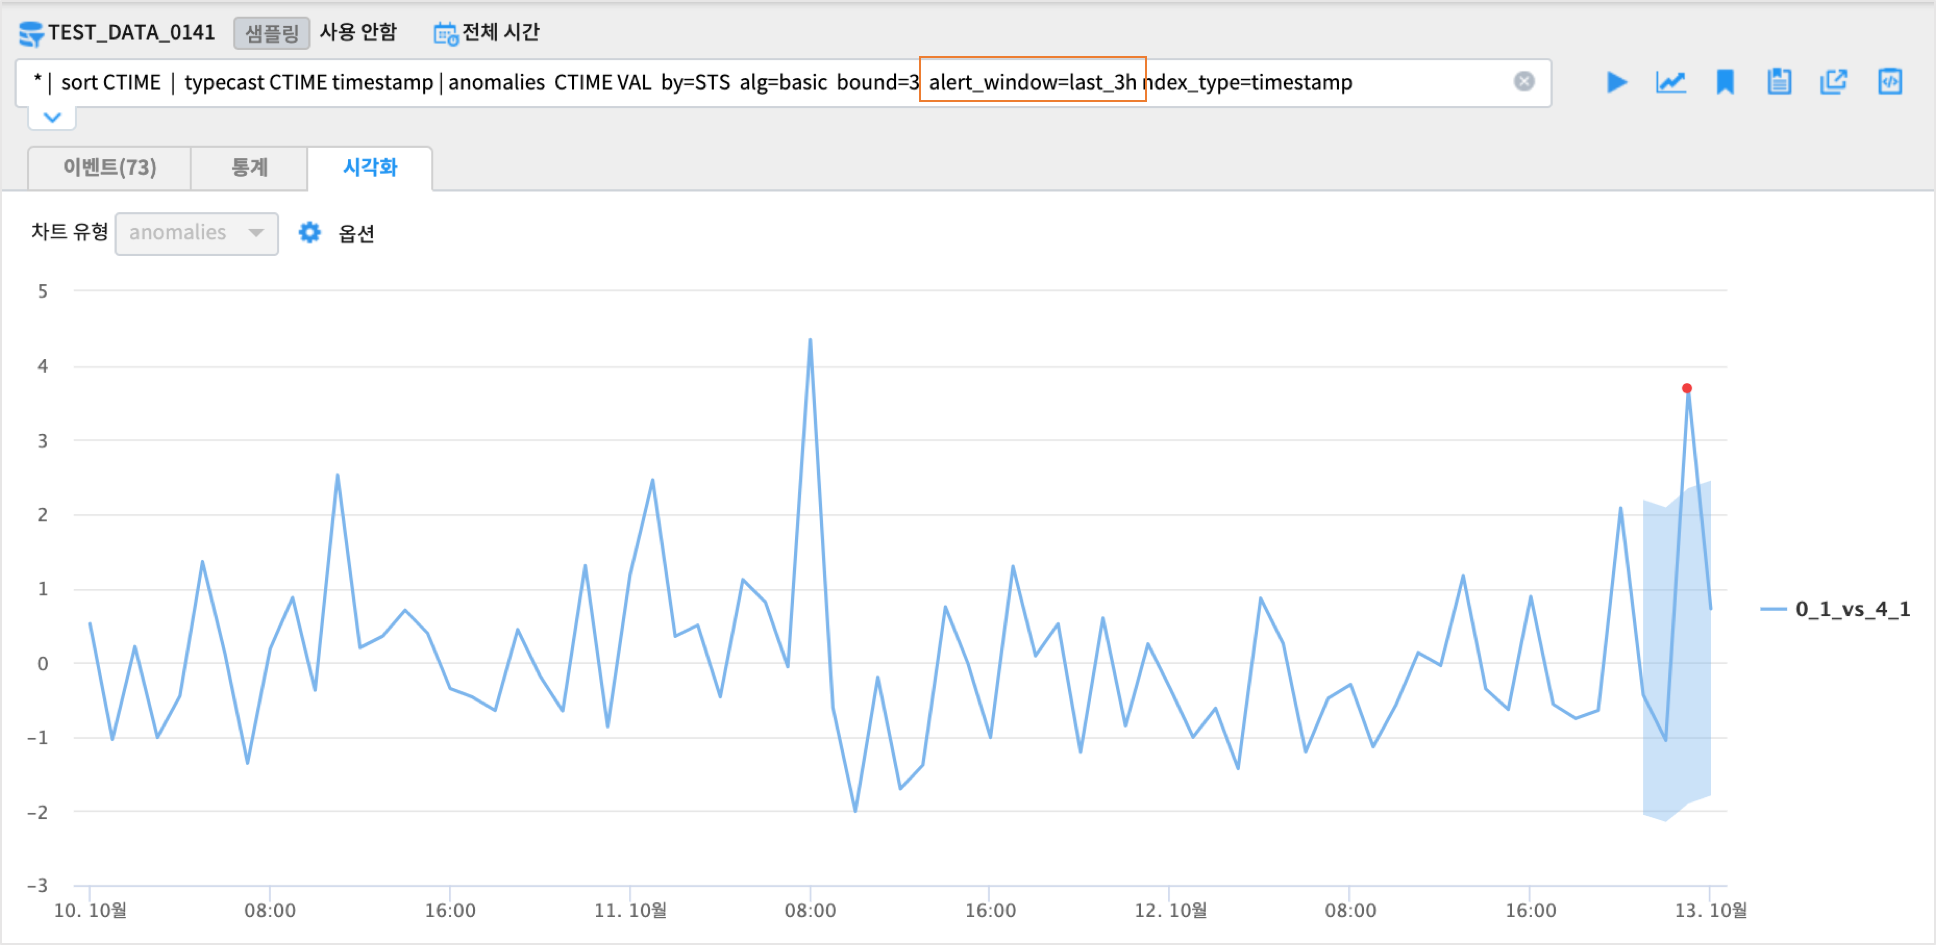 TEST_DATA_0141 샘플링 사용 안함 전체 시간
* | sort CTIME | typecast CTIME timestamp | anomalies CTIME VAL by=STS alg=basic bound=3 alert_window=last_3h ndex_type=timestamp
이벤트(73) 통계 시각화
차트 유형 anomalies 옵션
5
4
3
2
1
0
-1
-2
-3
0_1_vs_4_1
10. 10월 08:00 16:00 11. 10월 08:00 16:00 12. 10월 08:00 16:00 13. 10월